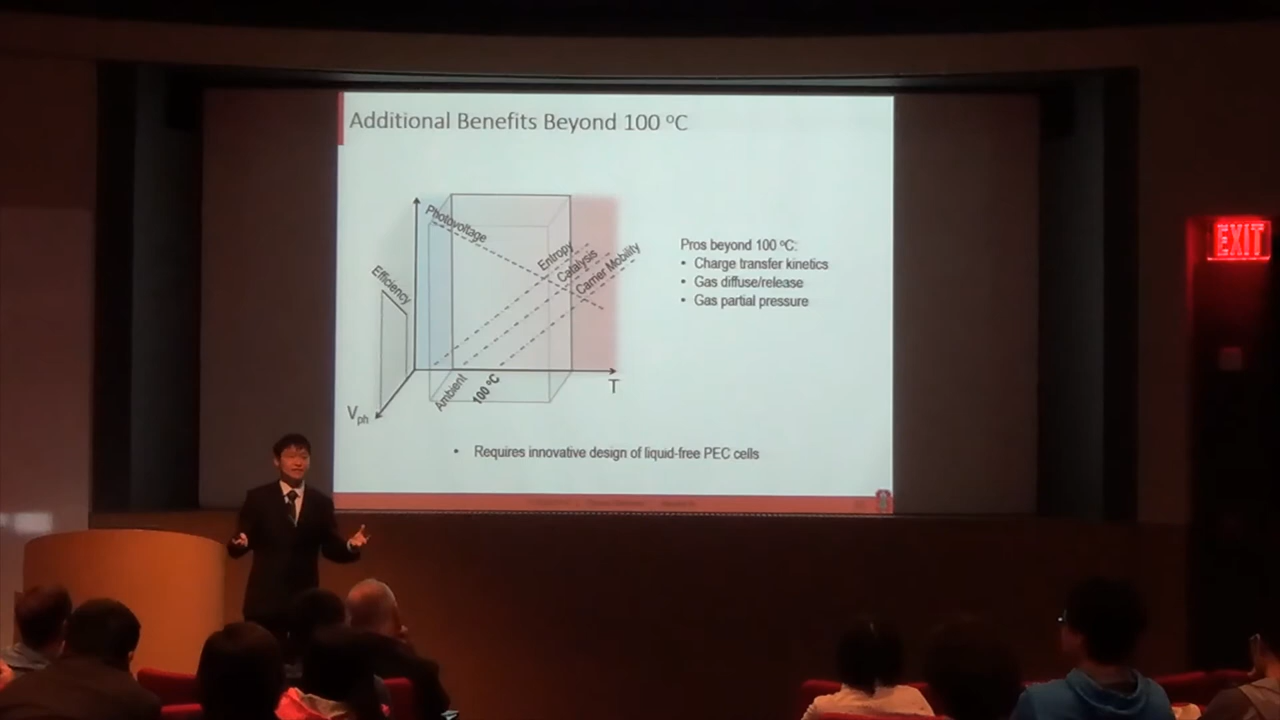 Additional Benefits Beyond 100 ºC
Photovoltage
Entropy
Catalysis
Carrier Mobility
Efficiency
Pros beyond 100 ºC:
• Charge transfer kinetics
• Gas diffuse/release
• Gas partial pressure
Ambient
100 ºC
T
Vph
• Requires innovative design of liquid-free PEC cells
EXIT